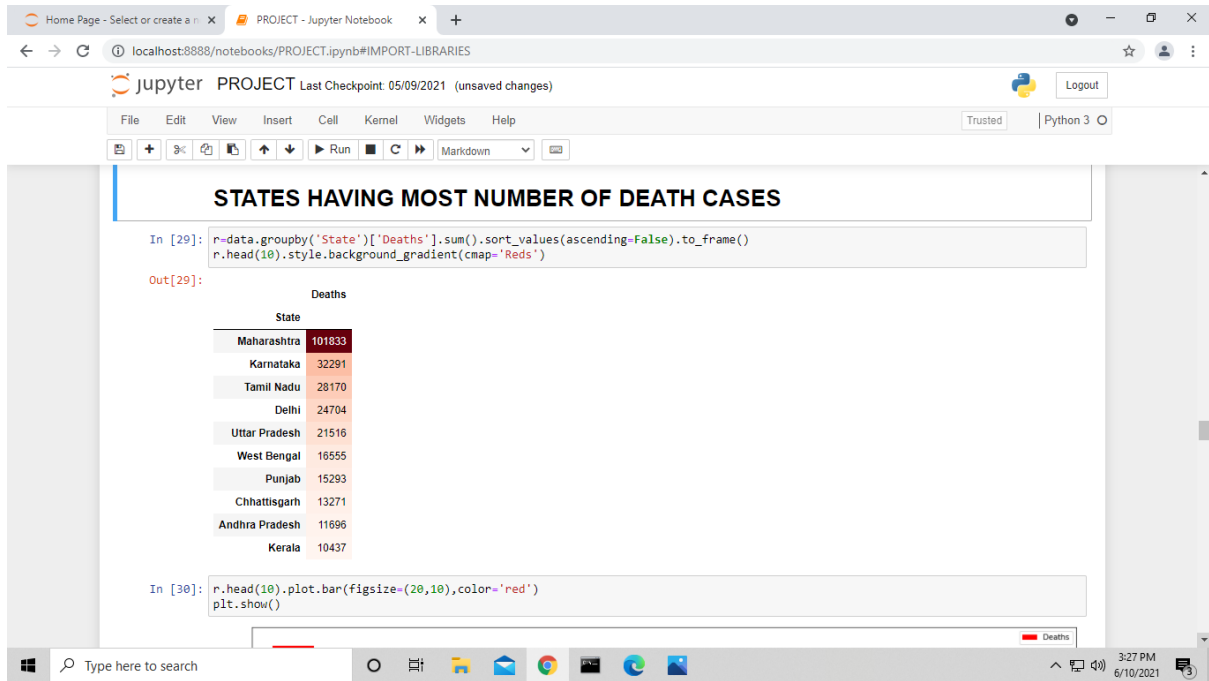 Home Page - Select or create a n
PROJECT - Jupyter Notebook
localhost:8888/notebooks/PROJECT.ipynb#IMPORT-LIBRARIES
jupyter PROJECT Last Checkpoint: 05/09/2021 (unsaved changes)
Logout
File Edit View Insert Cell Kernel Widgets Help
Trusted
Python 3
Run
Markdown
STATES HAVING MOST NUMBER OF DEATH CASES
In [29]: r=data.groupby('State')['Deaths'].sum().sort_values(ascending=False).to_frame()
r.head(10).style.background_gradient(cmap='Reds')
Out[29]:
Deaths
State
Maharashtra 101833
Karnataka 32291
Tamil Nadu 28170
Delhi 24704
Uttar Pradesh 21516
West Bengal 16555
Punjab 15293
Chhattisgarh 13271
Andhra Pradesh 11696
Kerala 10437
In [30]: r.head(10).plot.bar(figsize=(20,10),color='red')
plt.show()
Deaths
Type here to search
3:27 PM
6/10/2021
3